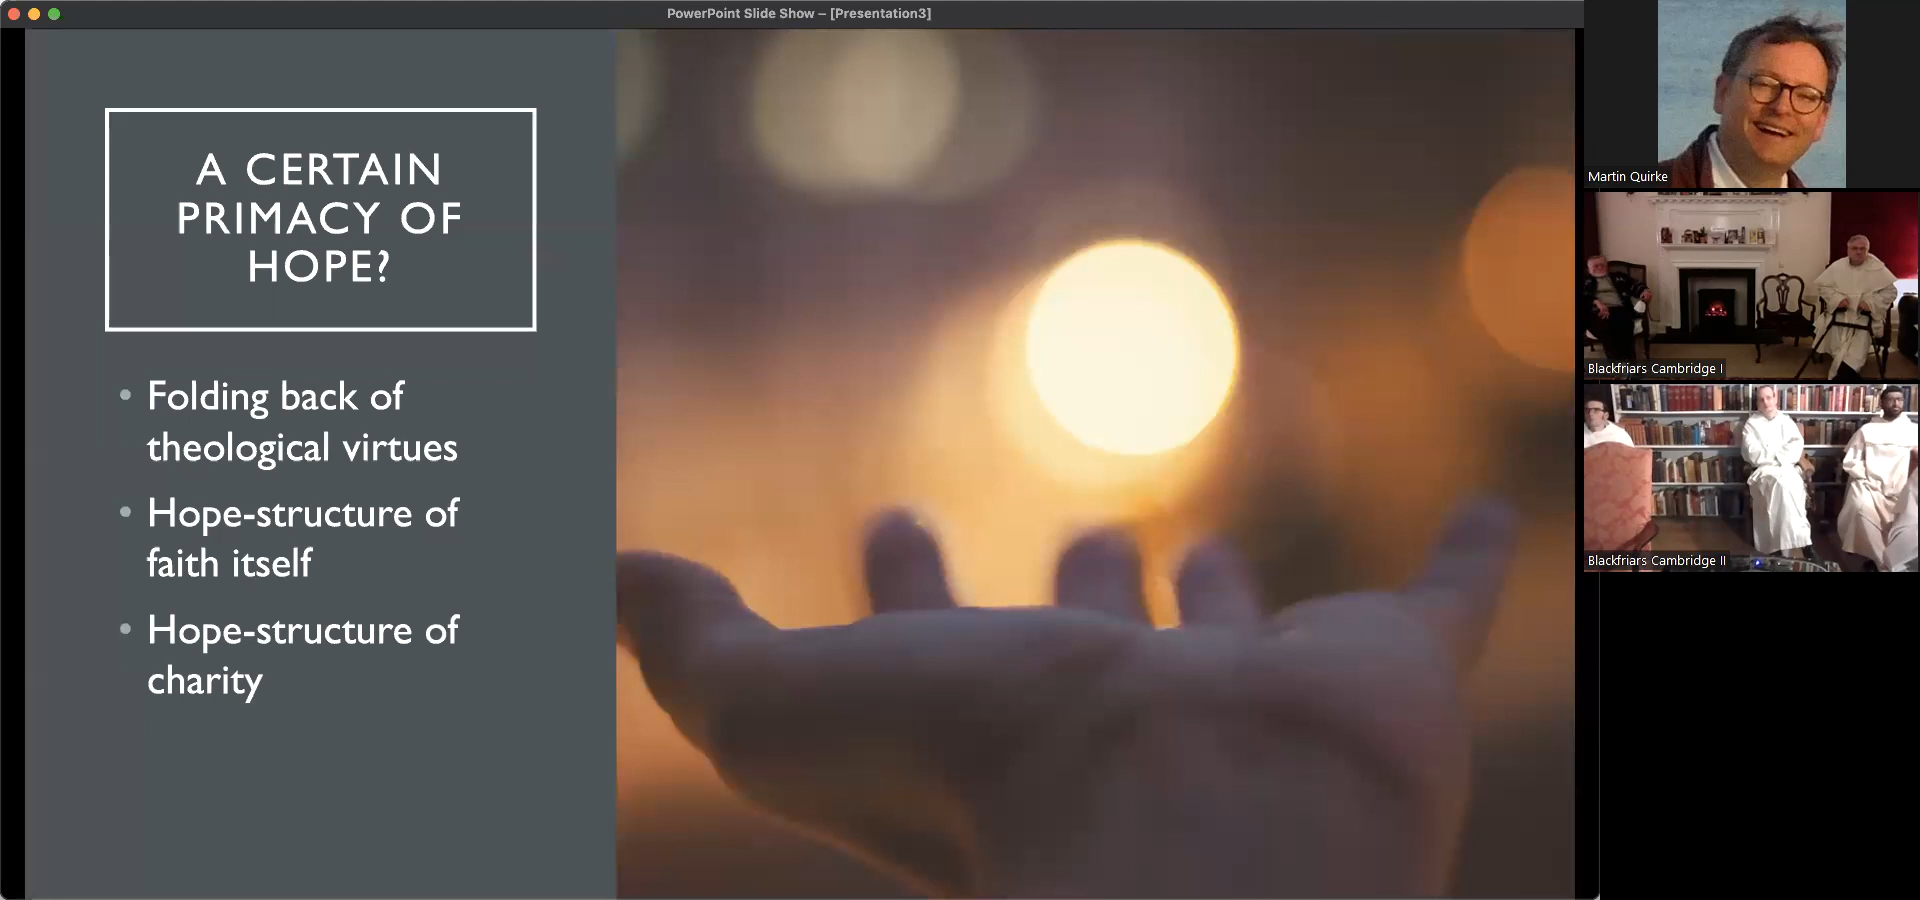 PowerPoint Slide Show – [Presentation3]
A CERTAIN
PRIMACY OF
HOPE?
• Folding back of
theological virtues
• Hope-structure of
faith itself
• Hope-structure of
charity
Martin Quirke
Blackfriars Cambridge I
Blackfriars Cambridge II